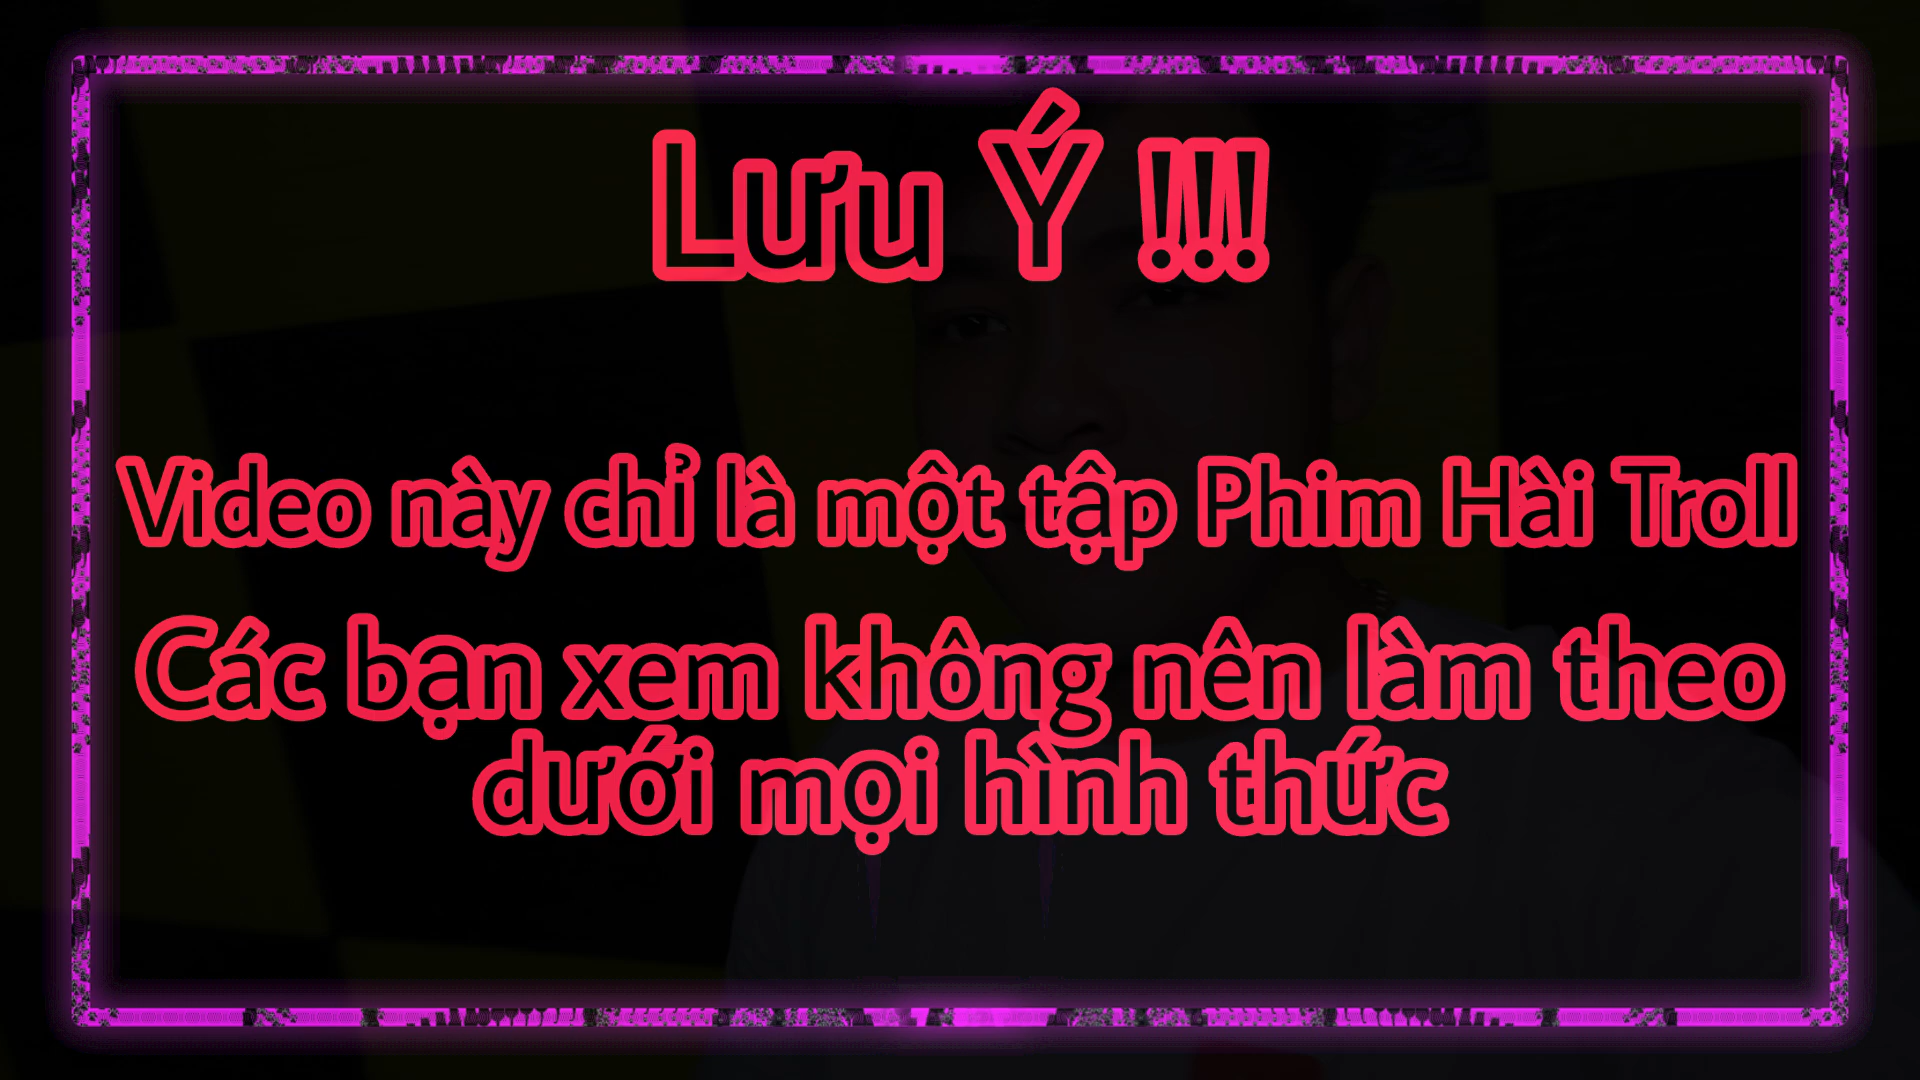 Lưu Ý !!!
Video này chỉ là một tập Phim Hài Troll
Các bạn xem không nên làm theo
dưới mọi hình thức